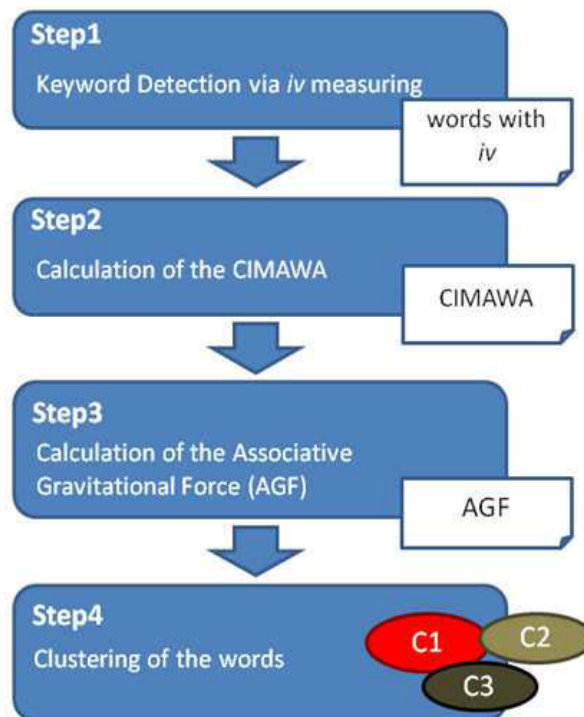 Step1
Keyword Detection via iv measuring
words with
iv
Step2
Calculation of the CIMAWA
CIMAWA
Step3
Calculation of the Associative
Gravitational Force (AGF)
AGF
Step4
Clustering of the words
C1
C2
C3